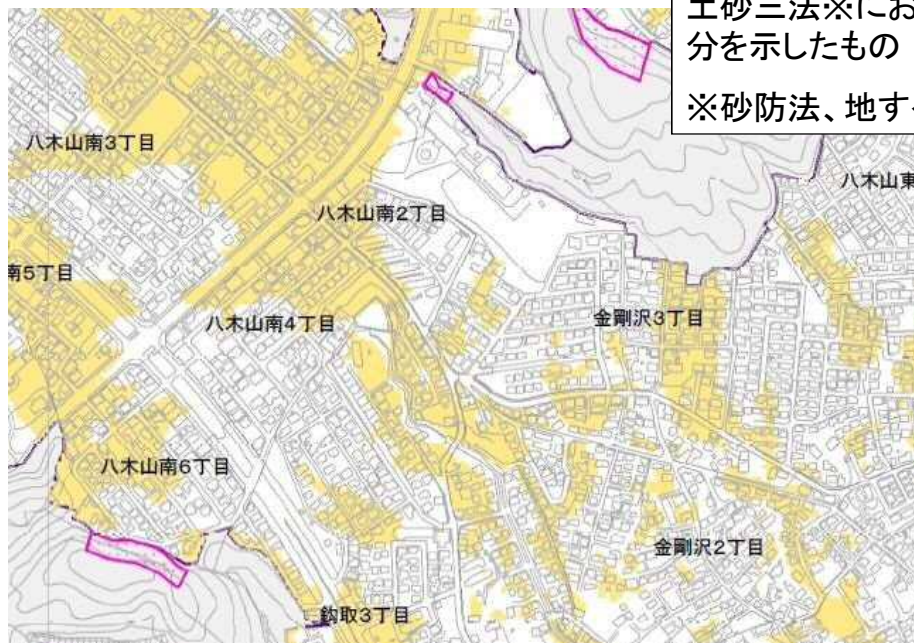 土砂三法※にお
分を示したもの
※砂防法、地すべ
八木山南3丁目
八木山東
八木山南2丁目
南5丁目
八木山南4丁目
金剛沢3丁目
八木山南6丁目
金剛沢2丁目
鈎取3丁目